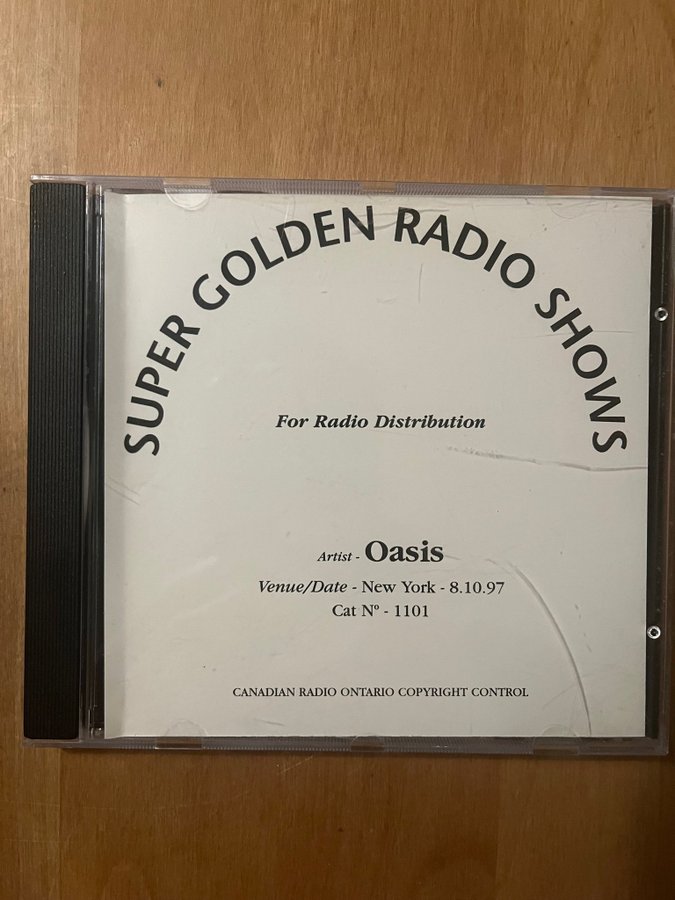 SUPER GOLDEN RADIO SHOWS
For Radio Distribution
Artist - Oasis
Venue/Date - New York - 8.10.97
Cat Nº - 1101
CANADIAN RADIO ONTARIO COPYRIGHT CONTROL